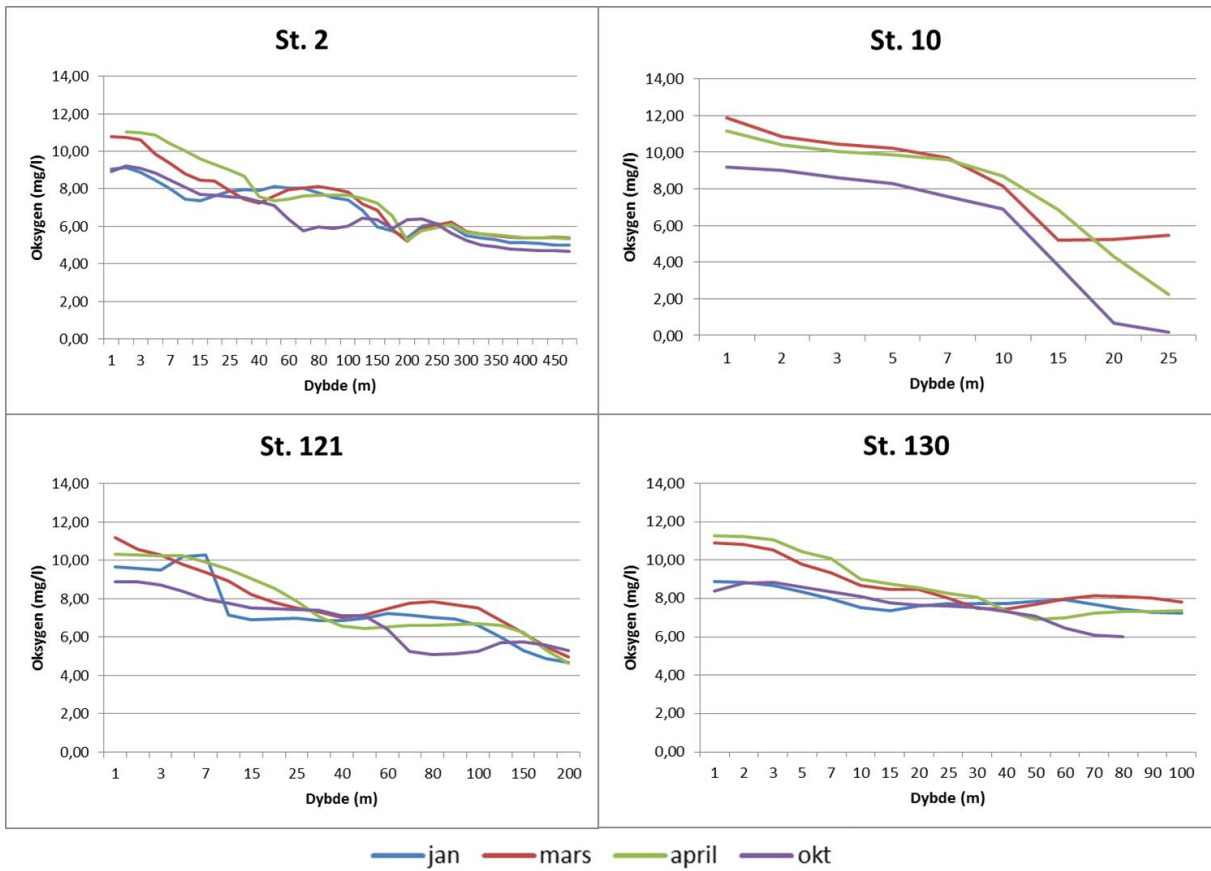 St. 2
14,00
12,00
10,00
8,00
6,00
4,00
2,00
0,00
Oksygen (mg/l)
1 3 7 15 25 40 60 80 100 150 200 250 300 350 400 450
Dybde (m)
St. 10
14,00
12,00
10,00
8,00
6,00
4,00
2,00
0,00
Oksygen (mg/l)
1 2 3 5 7 10 15 20 25
Dybde (m)
St. 121
14,00
12,00
10,00
8,00
6,00
4,00
2,00
0,00
Oksygen (mg/l)
1 3 7 15 25 40 60 80 100 150 200
Dybde (m)
St. 130
14,00
12,00
10,00
8,00
6,00
4,00
2,00
0,00
Oksygen (mg/l)
1 2 3 5 7 10 15 20 25 30 40 50 60 70 80 90 100
Dybde (m)
jan mars april okt